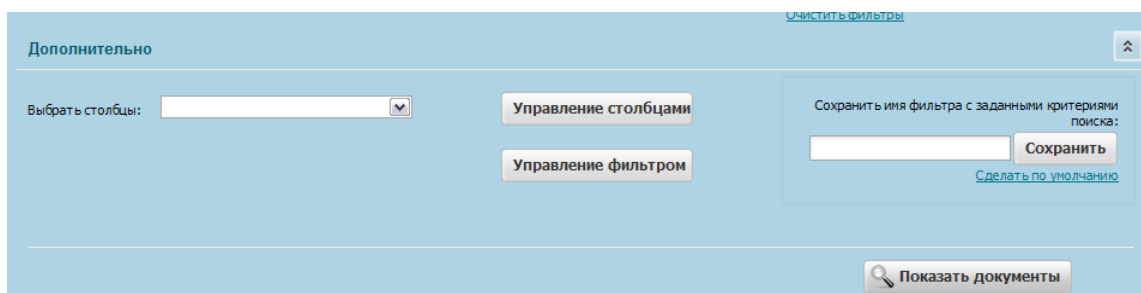 Очистить фильтры
Дополнительно
Выбрать столбцы:
Управление столбцами
Сохранить имя фильтра с заданными критериями
поиска:
Сохранить
Управление фильтром
Сделать по умолчанию
Показать документы